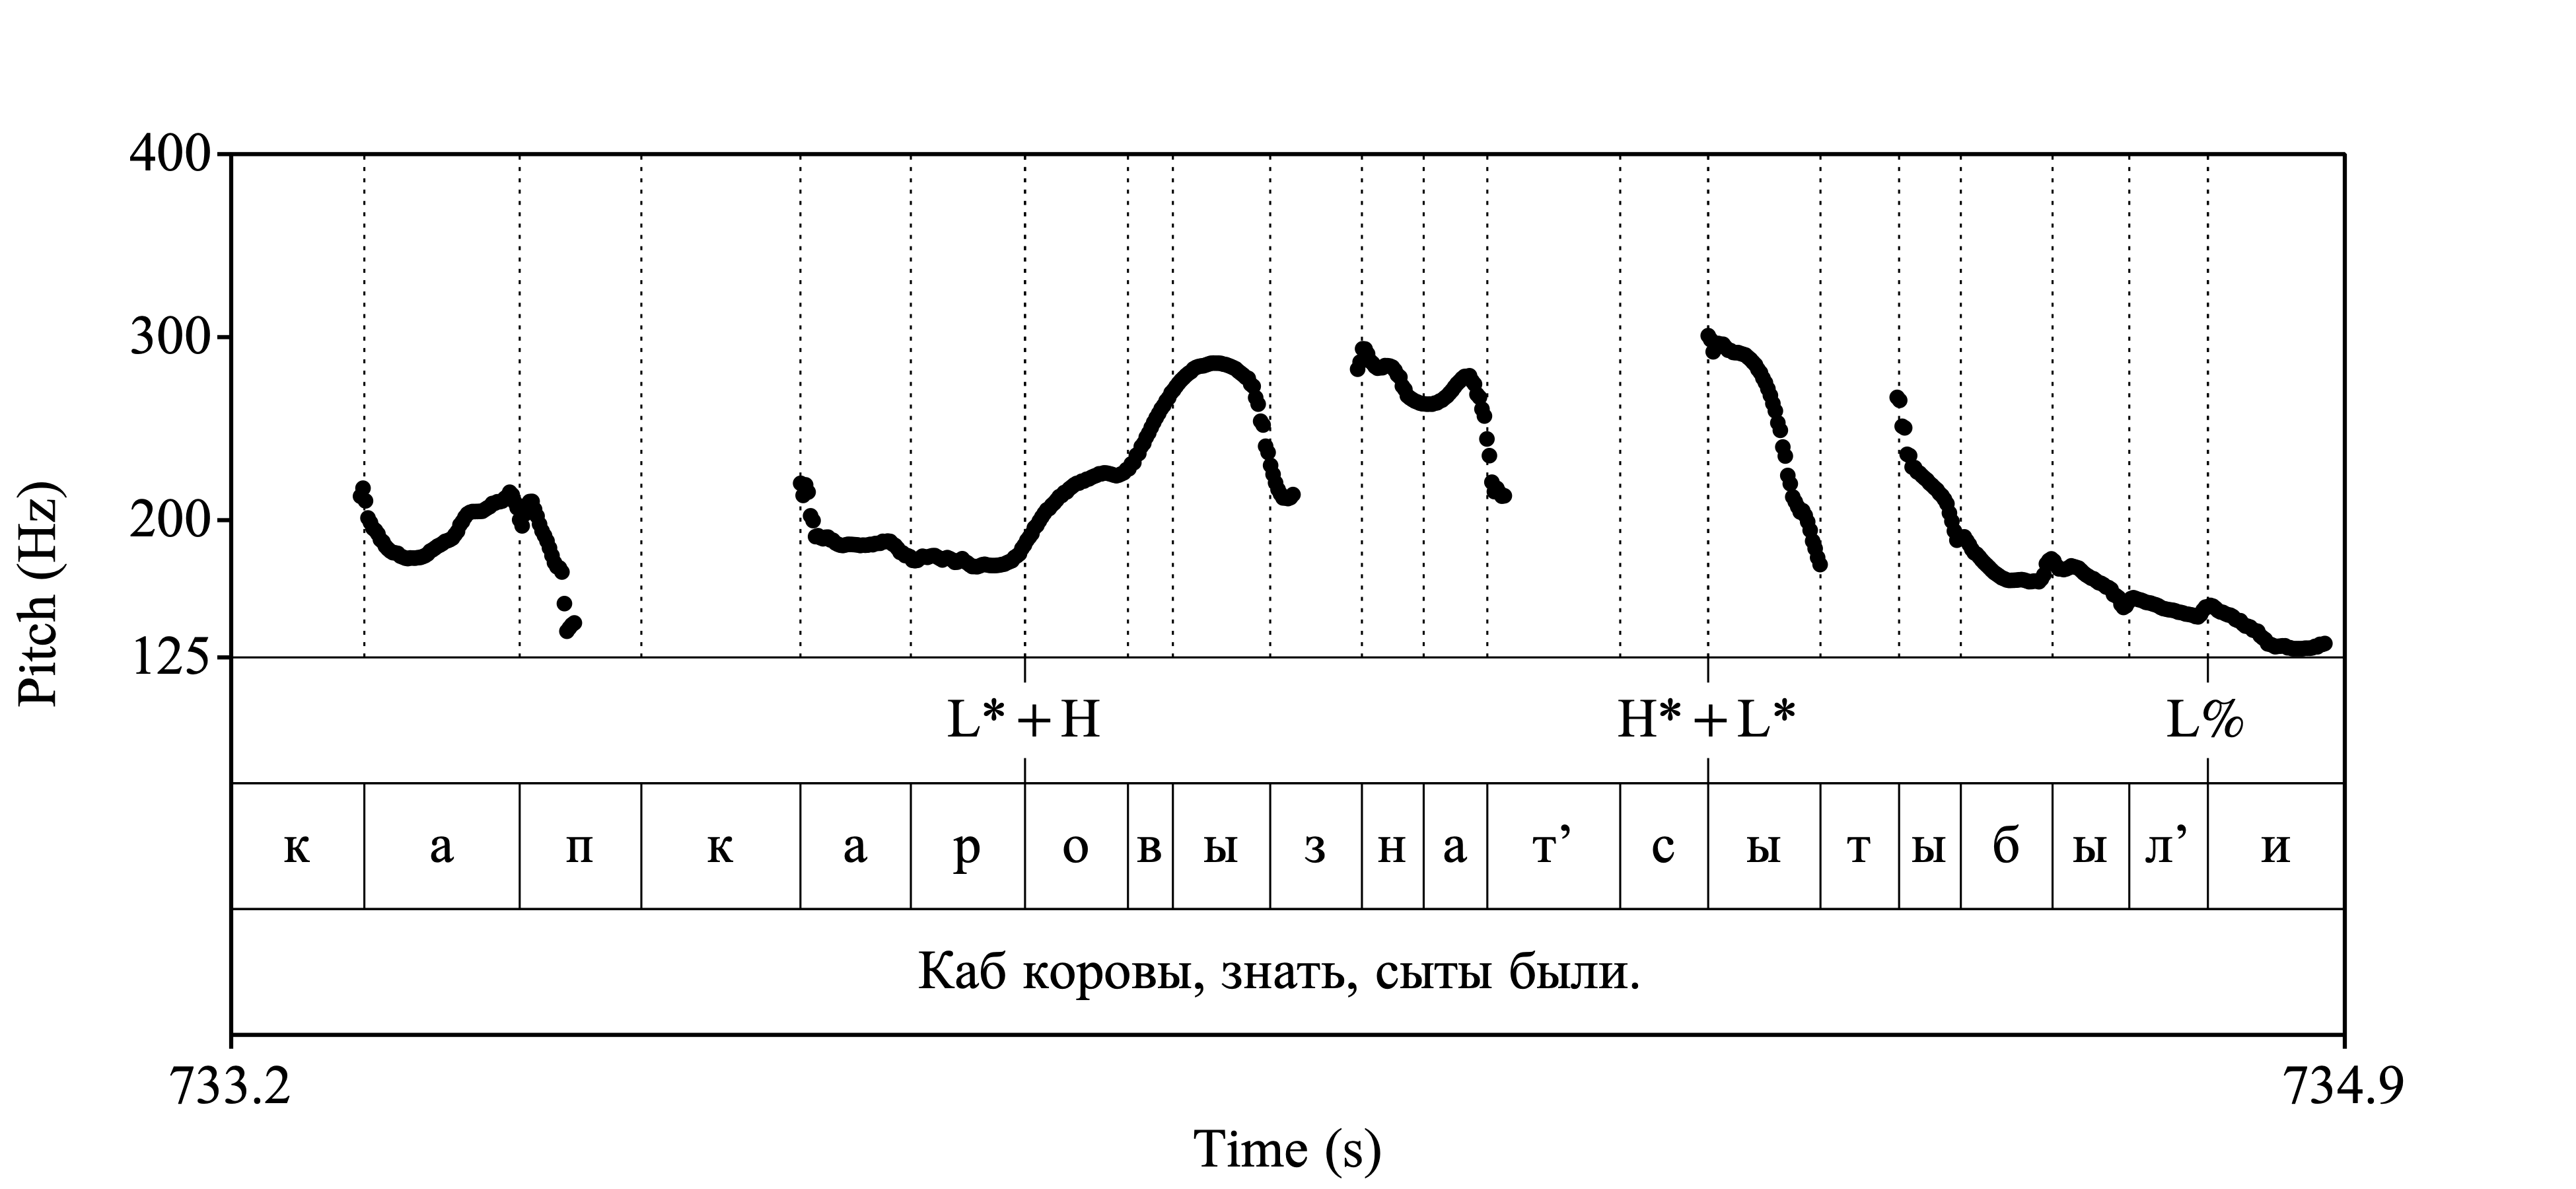 400
300
200
125
Pitch (Hz)
L* + H H* + L* L%
к а п к а р о в ы з н а т’ с ы т ы б ы л’ и
Каб коровы, знать, сыты были.
733.2 734.9
Time (s)